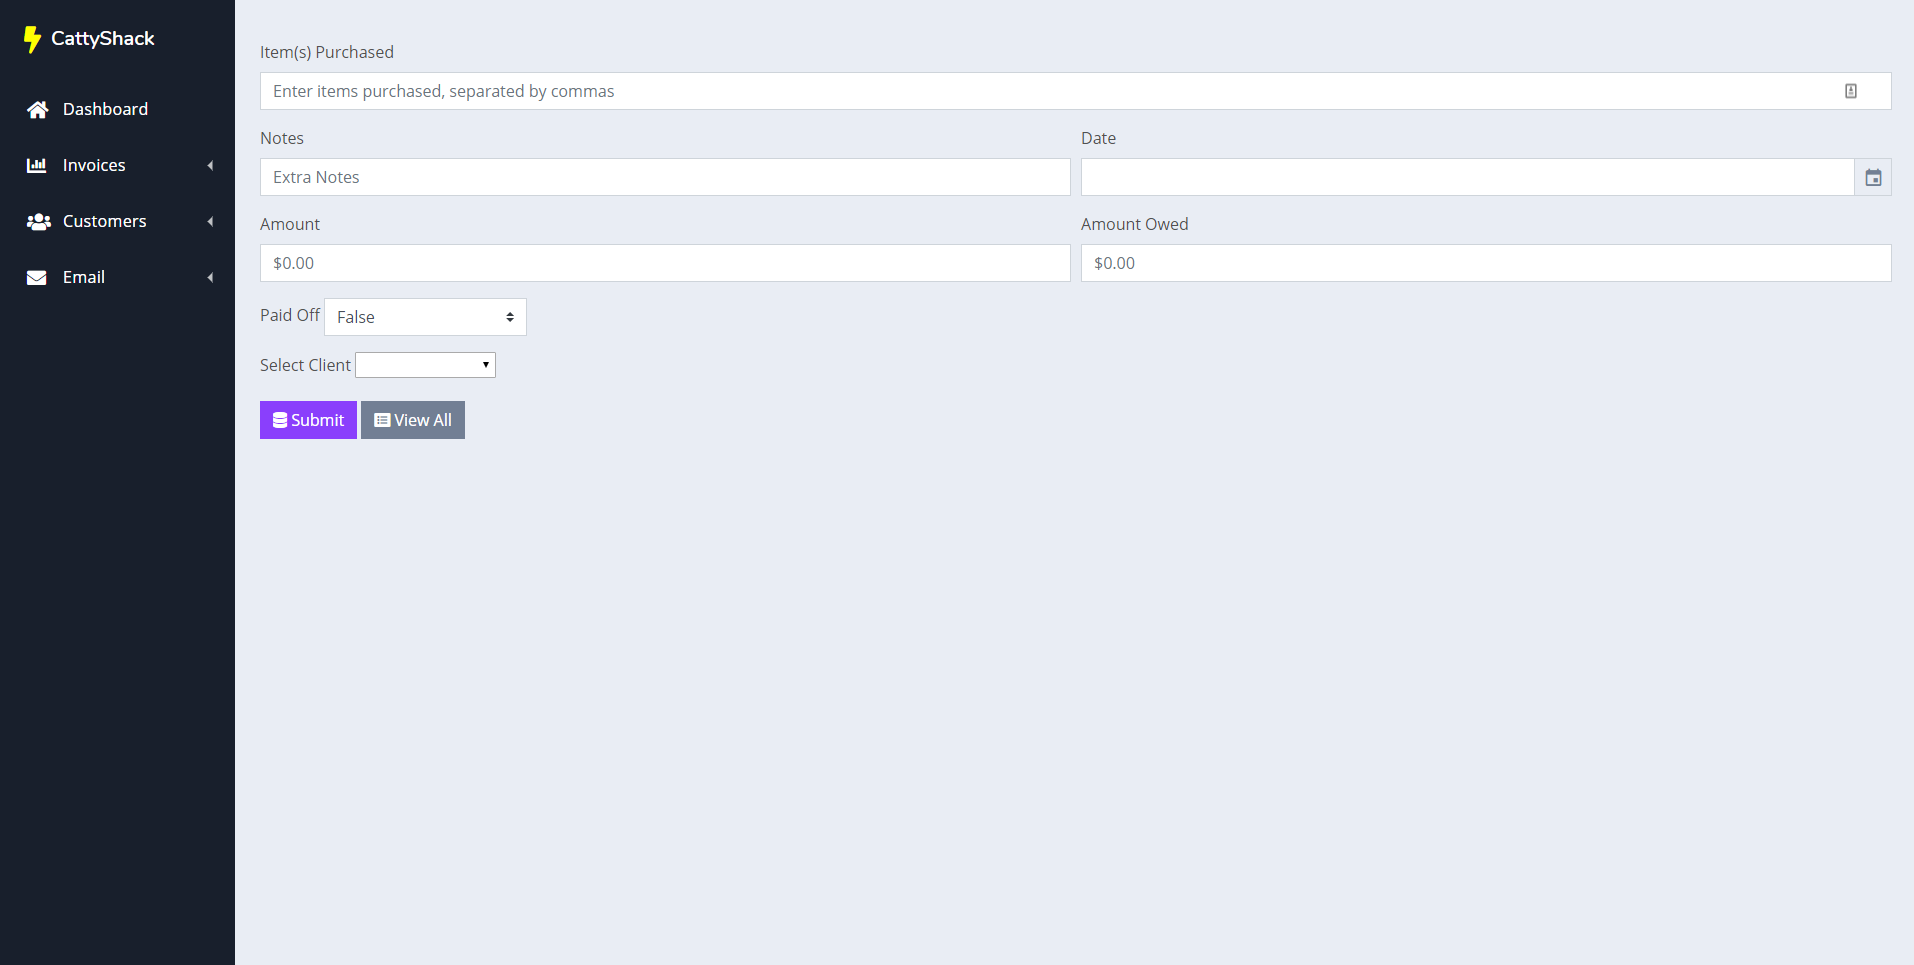 CattyShack
Dashboard
Invoices
Customers
Email
Item(s) Purchased
Enter items purchased, separated by commas
Notes
Date
Extra Notes
Amount
Amount Owed
$0.00
$0.00
Paid Off
False
Select Client
Submit
View All